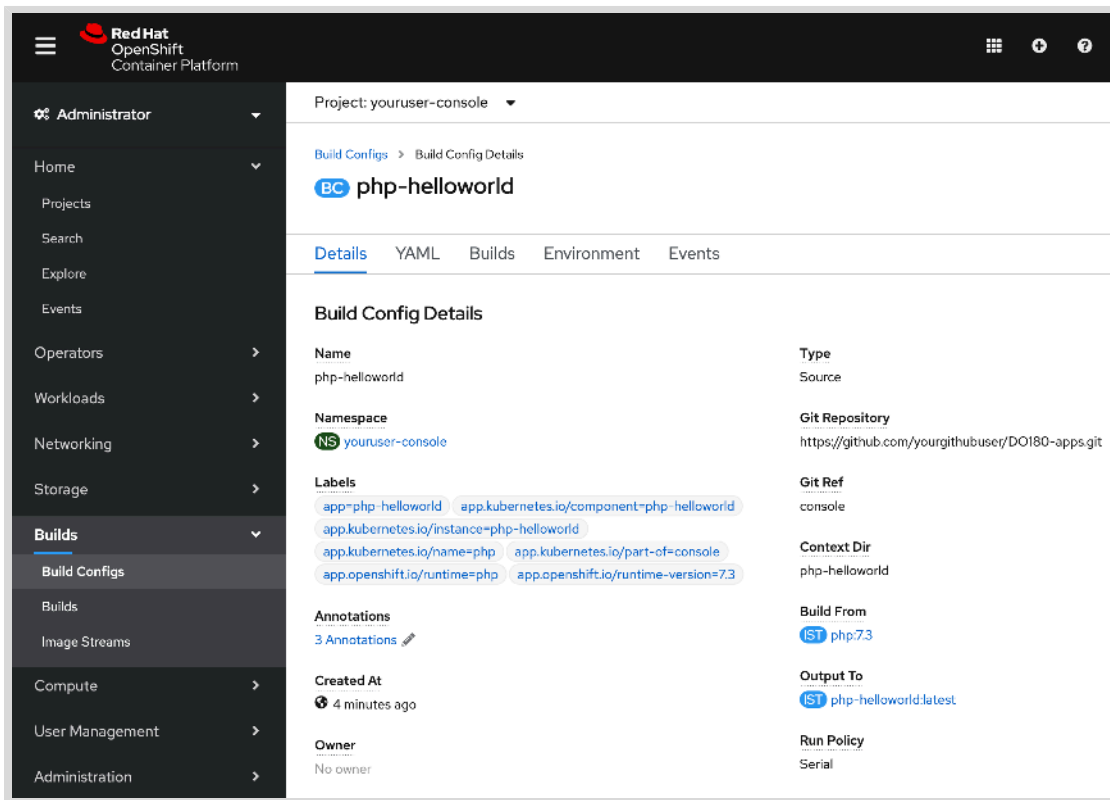 Red Hat
OpenShift
Container Platform
Administrator
Home
Projects
Search
Explore
Events
Operators
Workloads
Networking
Storage
Builds
Build Configs
Builds
Image Streams
Compute
User Management
Administration
Project: youruser-console
Build Configs > Build Config Details
BC php-helloworld
Details YAML Builds Environment Events
Build Config Details
Name
php-helloworld
Namespace
NS youruser-console
Labels
app=php-helloworld app.kubernetes.io/component=php-helloworld
app.kubernetes.io/instance=php-helloworld
app.kubernetes.io/name=php app.kubernetes.io/part-of=console
app.openshift.io/runtime=php app.openshift.io/runtime-version=7.3
Annotations
3 Annotations
Created At
4 minutes ago
Owner
No owner
Type
Source
Git Repository
https://github.com/yourgithubuser/DO180-apps.git
Git Ref
console
Context Dir
php-helloworld
Build From
IST php:7.3
Output To
IST php-helloworld:latest
Run Policy
Serial